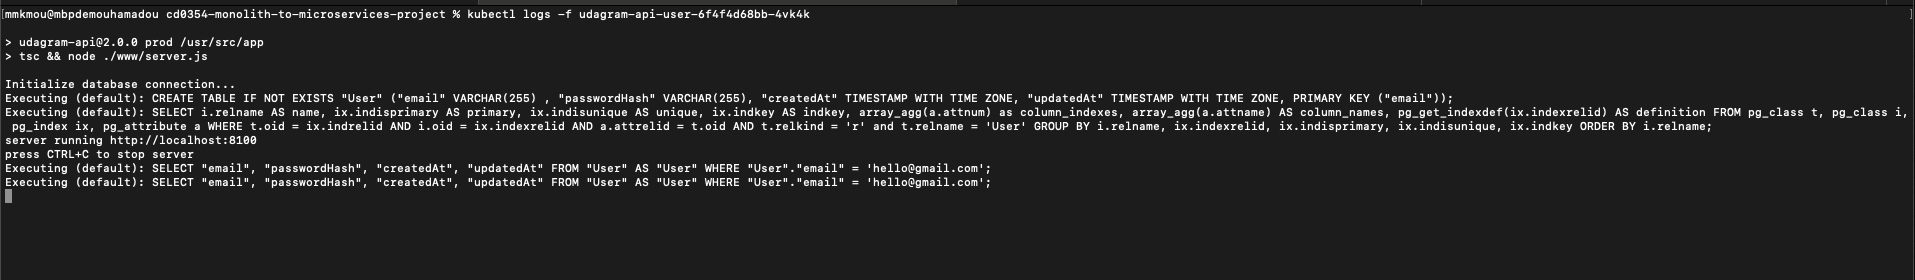 [mmkmou@mbpdemouhamadou cd0354-monolith-to-microservices-project % kubectl logs -f udagram-api-user-6f4f4d68bb-4vk4k ]
> udagram-api@2.0.0 prod /usr/src/app
> tsc && node ./www/server.js
Initialize database connection...
Executing (default): CREATE TABLE IF NOT EXISTS "User" ("email" VARCHAR(255) , "passwordHash" VARCHAR(255), "createdAt" TIMESTAMP WITH TIME ZONE, "updatedAt" TIMESTAMP WITH TIME ZONE, PRIMARY KEY ("email"));
Executing (default): SELECT i.relname AS name, ix.indisprimary AS primary, ix.indisunique AS unique, ix.indkey AS indkey, array_agg(a.attnum) as column_indexes, array_agg(a.attname) AS column_names, pg_get_indexdef(ix.indexrelid) AS definition FROM pg_class t, pg_class i,
pg_index ix, pg_attribute a WHERE t.oid = ix.indrelid AND i.oid = ix.indexrelid AND a.attrelid = t.oid AND t.relkind = 'r' and t.relname = 'User' GROUP BY i.relname, ix.indexrelid, ix.indisprimary, ix.indisunique, ix.indkey ORDER BY i.relname;
server running http://localhost:8100
press CTRL+C to stop server
Executing (default): SELECT "email", "passwordHash", "createdAt", "updatedAt" FROM "User" AS "User" WHERE "User"."email" = 'hello@gmail.com';
Executing (default): SELECT "email", "passwordHash", "createdAt", "updatedAt" FROM "User" AS "User" WHERE "User"."email" = 'hello@gmail.com';